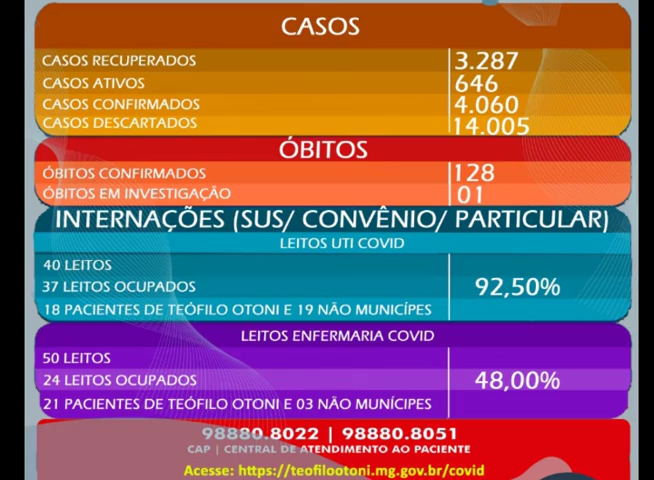 CASOS
CASOS RECUPERADOS 3.287
CASOS ATIVOS 646
CASOS CONFIRMADOS 4.060
CASOS DESCARTADOS 14.005
ÓBITOS
ÓBITOS CONFIRMADOS 128
ÓBITOS EM INVESTIGAÇÃO 01
INTERNAÇÕES (SUS/ CONVÊNIO/ PARTICULAR)
LEITOS UTI COVID
40 LEITOS
37 LEITOS OCUPADOS 92,50%
18 PACIENTES DE TEÓFILO OTONI E 19 NÃO MUNICÍPES
LEITOS ENFERMARIA COVID
50 LEITOS
24 LEITOS OCUPADOS 48,00%
21 PACIENTES DE TEÓFILO OTONI E 03 NÃO MUNÍCIPES
98880.8022 | 98880.8051
CAP | CENTRAL DE ATENDIMENTO AO PACIENTE
Acesse: https://teofilootoni.mg.gov.br/covid